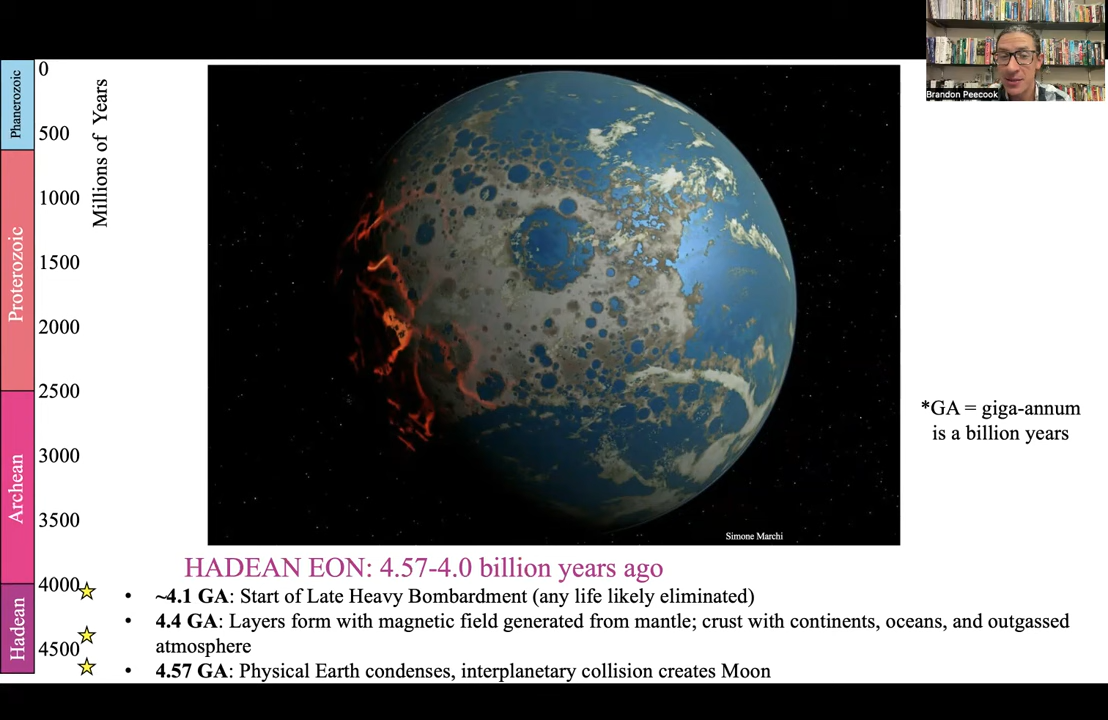 Brandon Peecook
Phanerozoic
Proterozoic
Archean
Hadean
Millions of Years
0
500
1000
1500
2000
2500
3000
3500
4000
4500
Simone Marchi
*GA = giga-annum
is a billion years
HADEAN EON: 4.57-4.0 billion years ago
• ~4.1 GA: Start of Late Heavy Bombardment (any life likely eliminated)
• 4.4 GA: Layers form with magnetic field generated from mantle; crust with continents, oceans, and outgassed
atmosphere
• 4.57 GA: Physical Earth condenses, interplanetary collision creates Moon